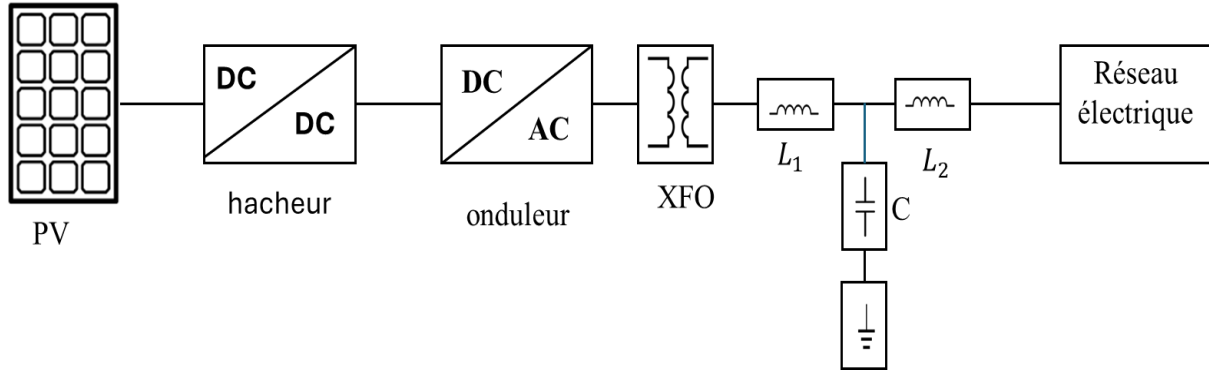 PV
DC
DC
hacheur
DC
AC
onduleur
XFO
L₁
C
L₂
Réseau
électrique